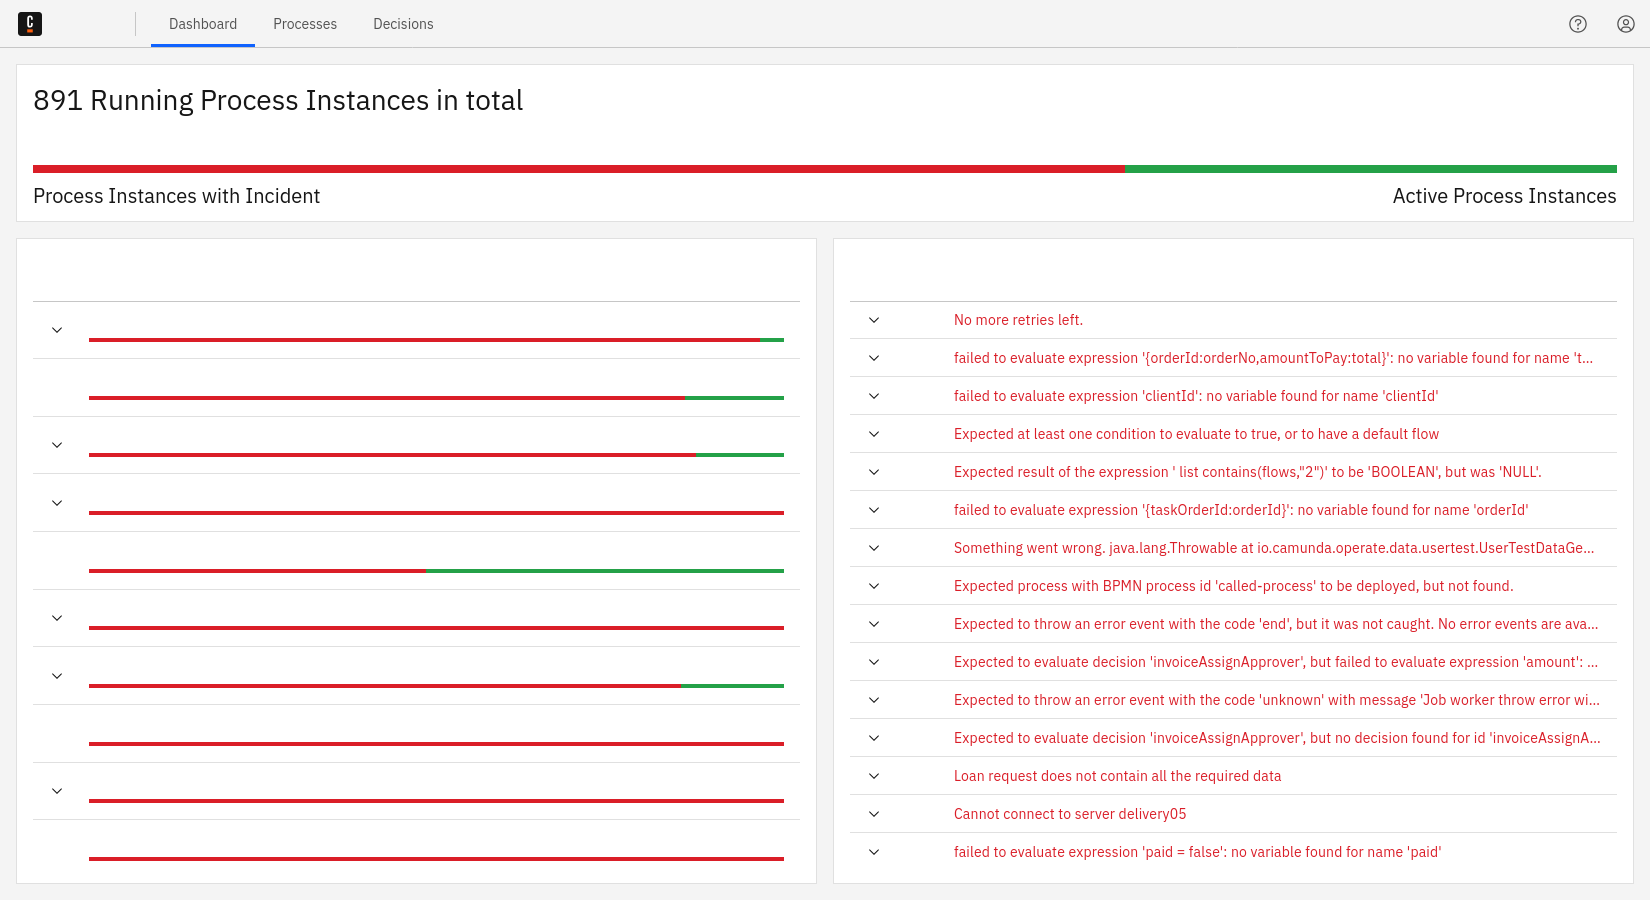 Dashboard
Processes
Decisions
891 Running Process Instances in total
Process Instances with Incident
Active Process Instances
No more retries left.
failed to evaluate expression '{orderId:orderNo,amountToPay:total}': no variable found for name 't...
failed to evaluate expression 'clientId': no variable found for name 'clientId'
Expected at least one condition to evaluate to true, or to have a default flow
Expected result of the expression ' list contains(flows,"2")' to be 'BOOLEAN', but was 'NULL'.
failed to evaluate expression '{taskOrderId:orderId}': no variable found for name 'orderId'
Something went wrong. java.lang.Throwable at io.camunda.operate.data.usertest.UserTestDataGe...
Expected process with BPMN process id 'called-process' to be deployed, but not found.
Expected to throw an error event with the code 'end', but it was not caught. No error events are ava...
Expected to evaluate decision 'invoiceAssignApprover', but failed to evaluate expression 'amount': ...
Expected to throw an error event with the code 'unknown' with message 'Job worker throw error wi...
Expected to evaluate decision 'invoiceAssignApprover', but no decision found for id 'invoiceAssignA...
Loan request does not contain all the required data
Cannot connect to server delivery05
failed to evaluate expression 'paid = false': no variable found for name 'paid'